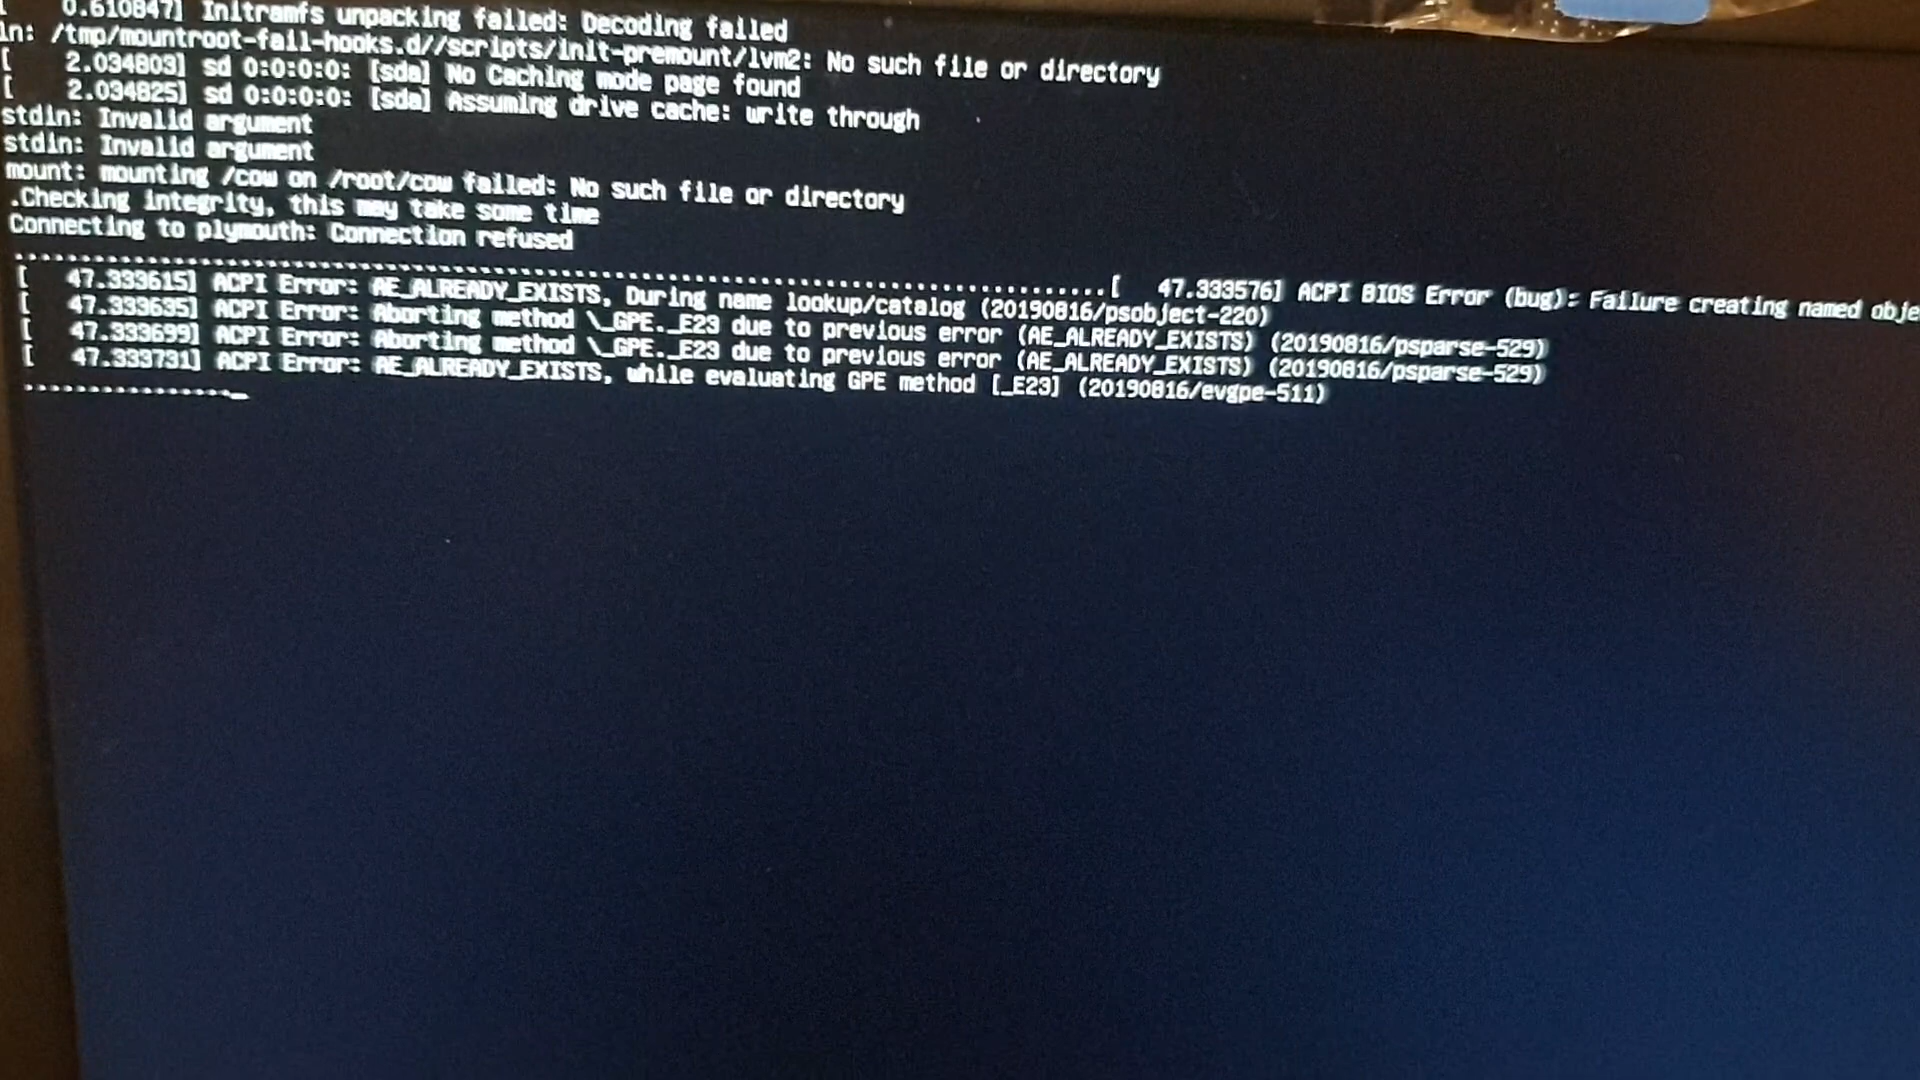 [    0.610847] Initramfs unpacking failed: Decoding failed
in: /tmp/mountroot-fail-hooks.d//scripts/init-premount/lvm2: No such file or directory
[    2.034803] sd 0:0:0:0: [sda] No Caching mode page found
[    2.034825] sd 0:0:0:0: [sda] Assuming drive cache: write through
stdin: Invalid argument
stdin: Invalid argument
mount: mounting /cow on /root/cow failed: No such file or directory
.Checking integrity, this may take some time
Connecting to plymouth: Connection refused
[   47.333576] ACPI BIOS Error (bug): Failure creating named obje
[   47.333615] ACPI Error: AE_ALREADY_EXISTS, During name lookup/catalog (20190816/psobject-220)
[   47.333635] ACPI Error: Aborting method \_GPE._E23 due to previous error (AE_ALREADY_EXISTS) (20190816/psparse-529)
[   47.333699] ACPI Error: Aborting method \_GPE._E23 due to previous error (AE_ALREADY_EXISTS) (20190816/psparse-529)
[   47.333731] ACPI Error: AE_ALREADY_EXISTS, while evaluating GPE method [_E23] (20190816/evgpe-511)
................_